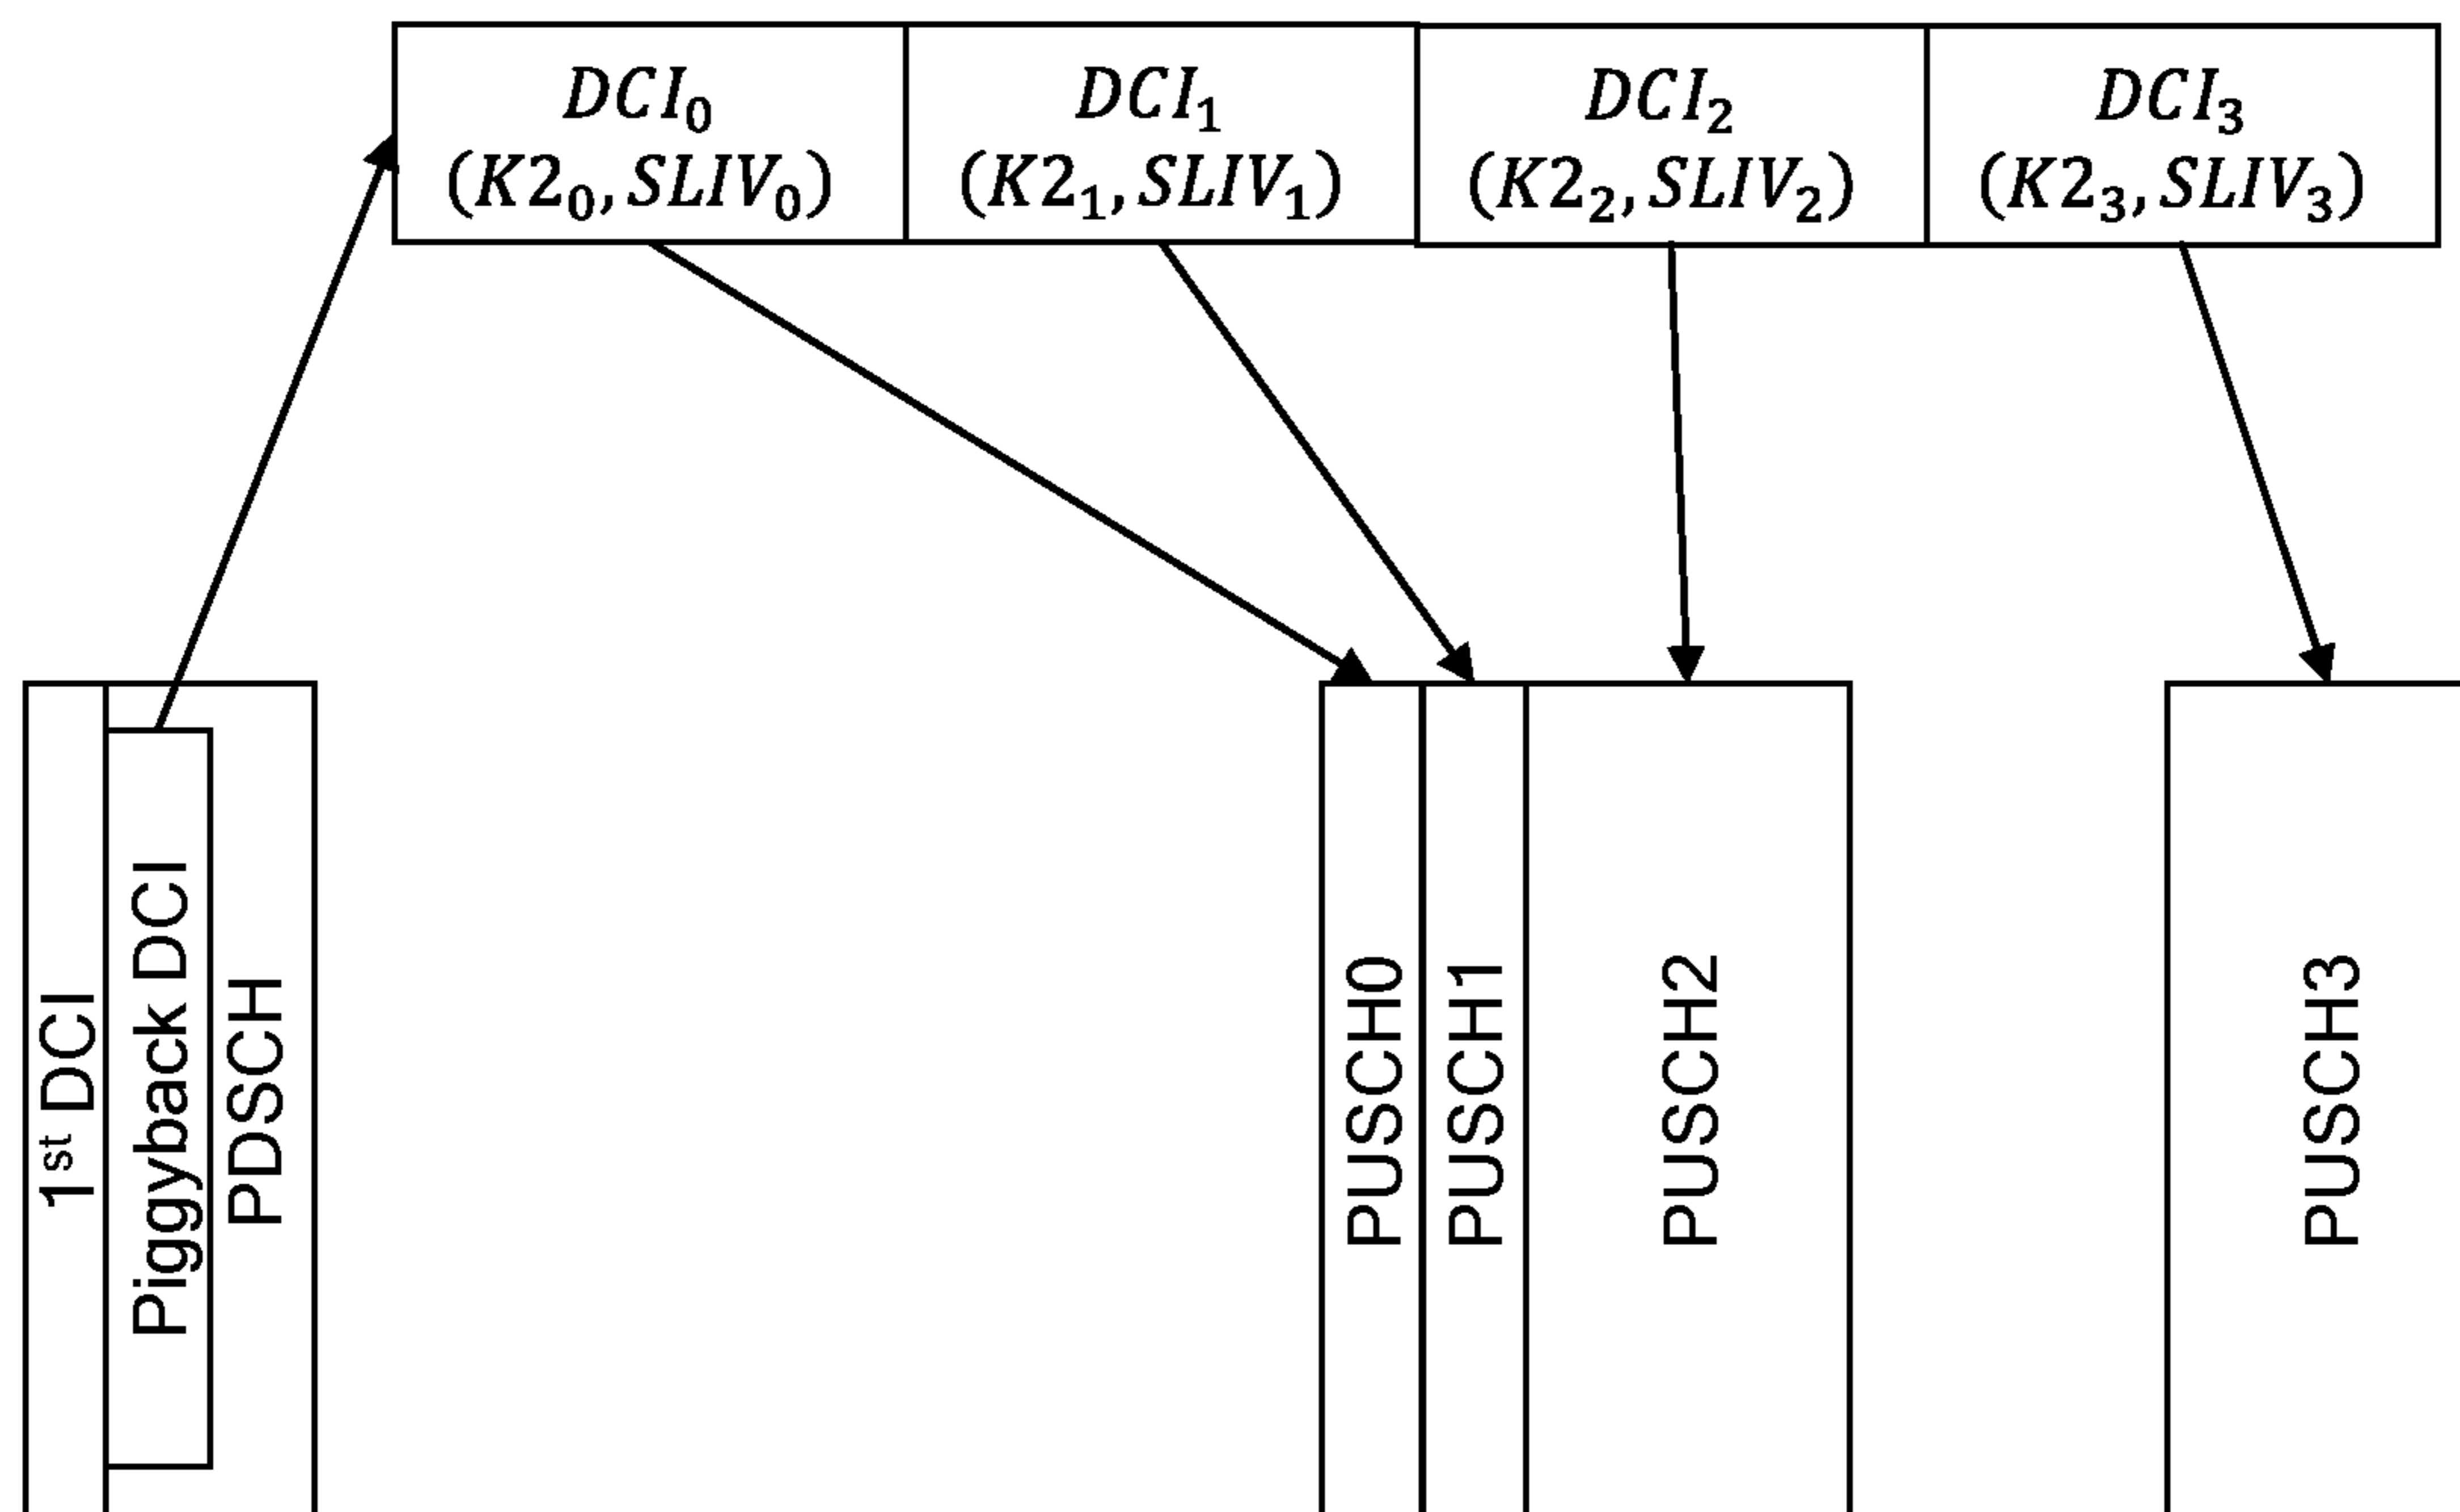 DCI₀
(K2₀, SLIV₀)
DCI₁
(K2₁, SLIV₁)
DCI₂
(K2₂, SLIV₂)
DCI₃
(K2₃, SLIV₃)
1st DCI
Piggyback DCI
PDSCH
PUSCH0
PUSCH1
PUSCH2
PUSCH3